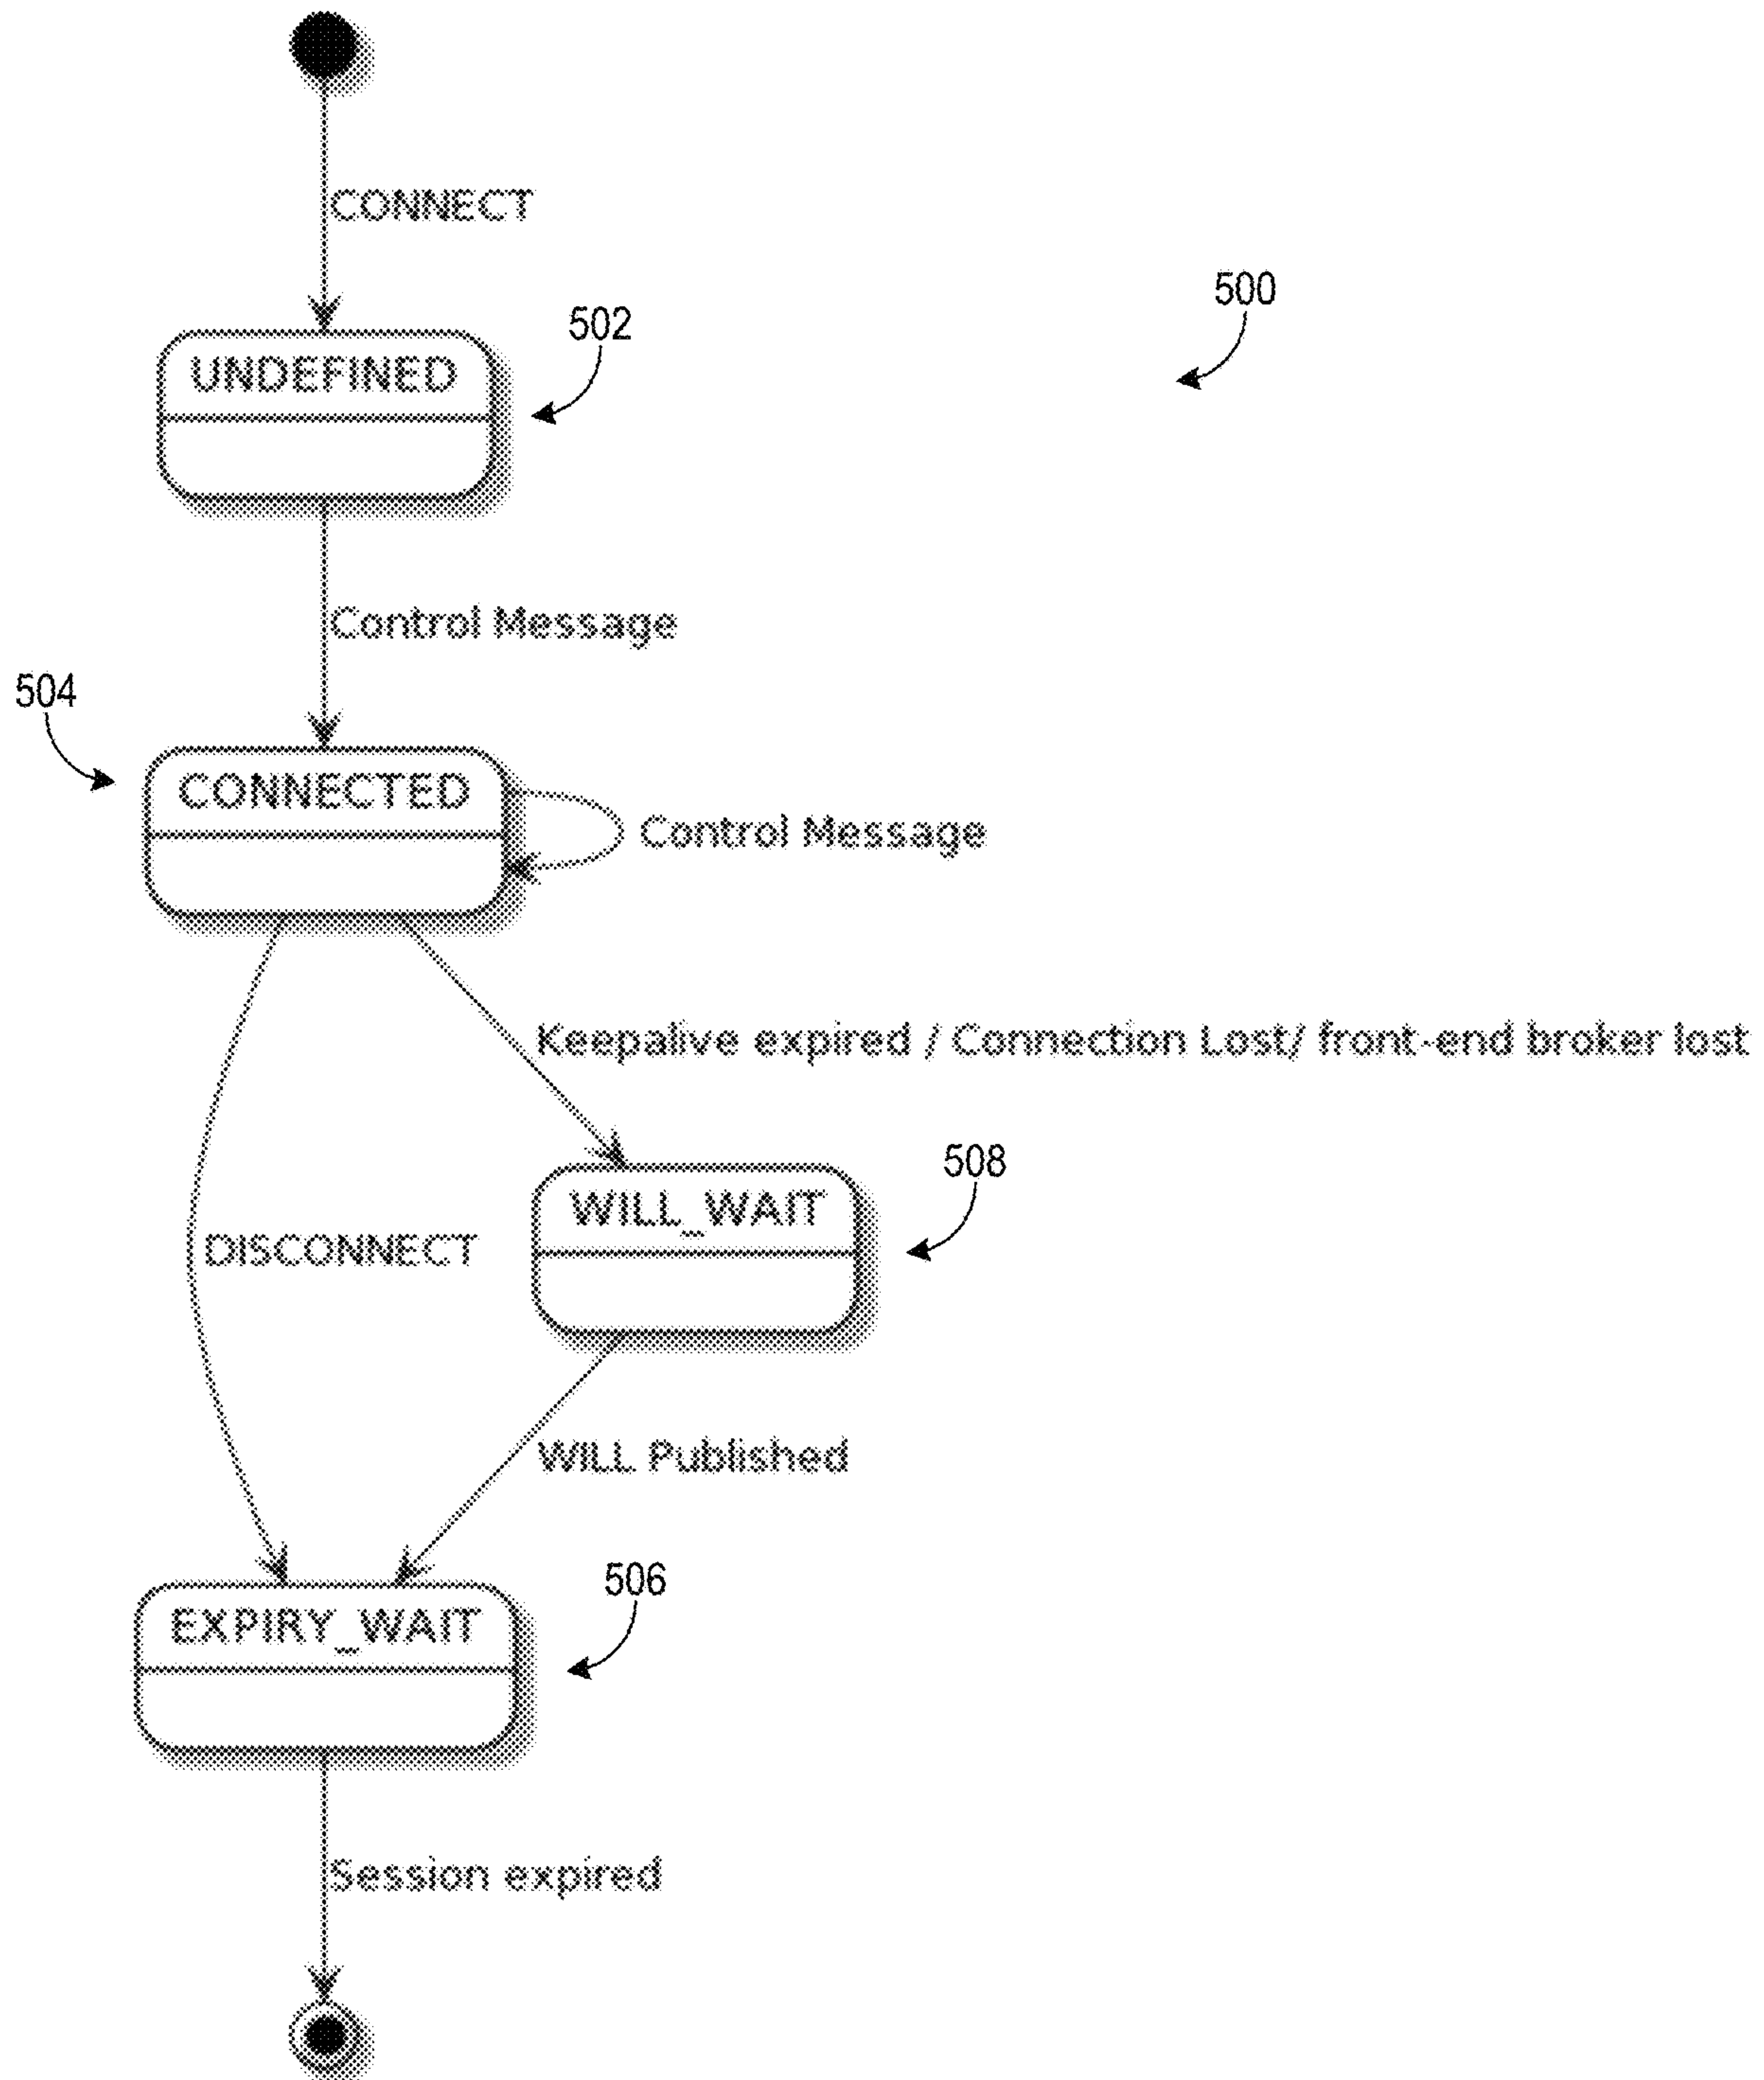 CONNECT
500
502
UNDEFINED
Control Message
504
CONNECTED
Control Message
Keepalive expired / Connection Lost/ front-end broker lost
508
WILL_WAIT
DISCONNECT
WILL Published
506
EXPIRY_WAIT
Session expired